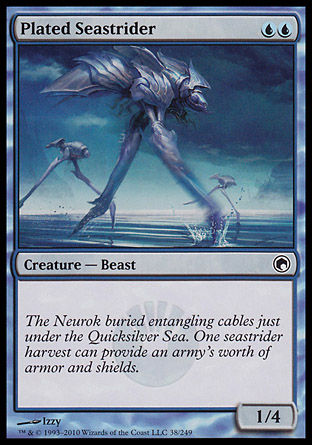 Plated Seastrider
Creature — Beast
The Neurok buried entangling cables just
under the Quicksilver Sea. One seastrider
harvest can provide an army's worth of
armor and shields.
Izzy
™ & © 1993-2010 Wizards of the Coast LLC 38/249
1/4